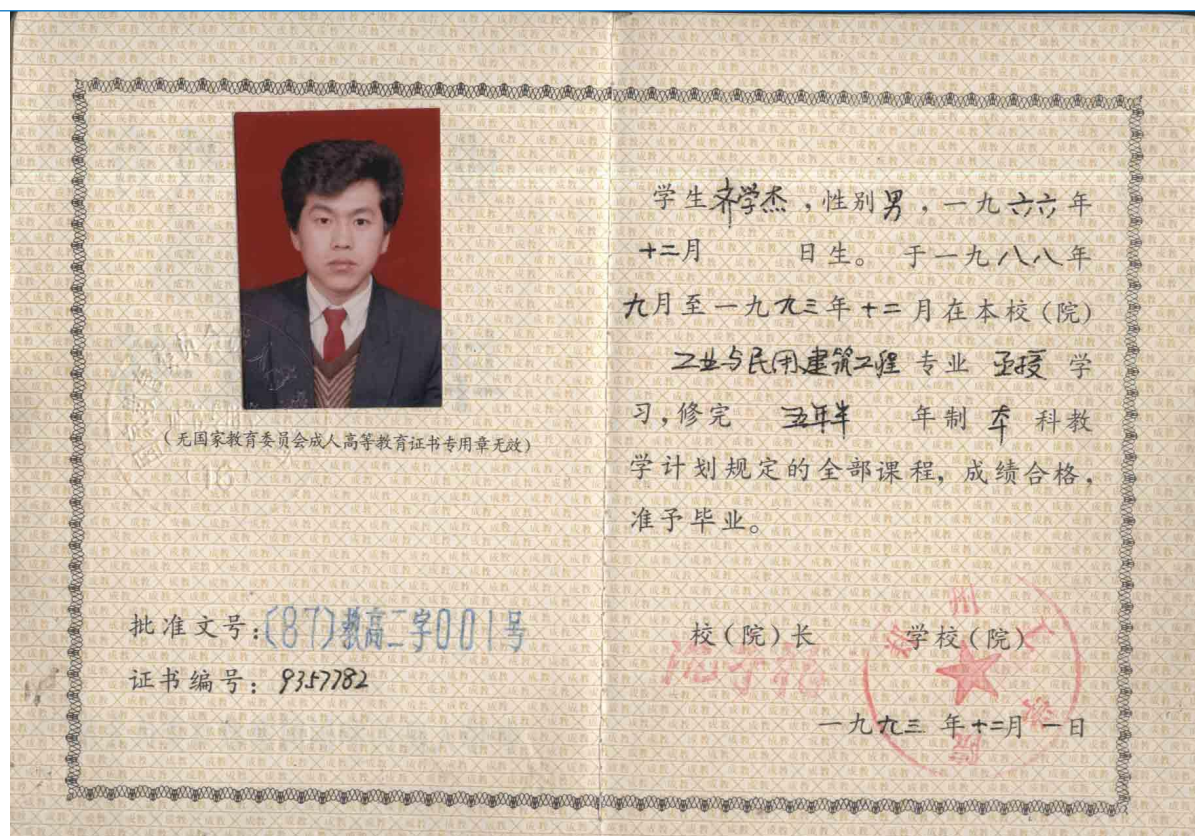 (无国家教育委员会成人高等教育证书专用章无效)
批准文号:(87)教高二字001号
证书编号: 9357782
学生齐学杰,性别男,一九六六年
十二月 日生。 于一九八八年
九月至一九九三年十二月在本校(院)
工业与民用建筑工程专业 函授 学
习,修完 五年半 年制 本 科教
学计划规定的全部课程,成绩合格,
准予毕业。
校(院)长 学校(院)
一九九三 年十二月一日